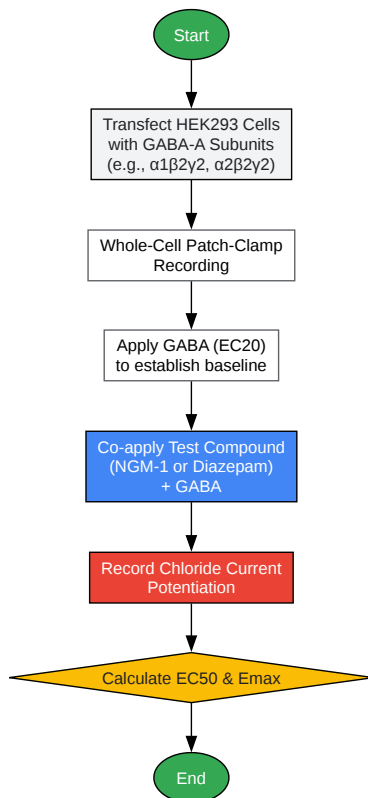 Start
Transfect HEK293 Cells
with GABA-A Subunits
(e.g., α1β2γ2, α2β2γ2)
Whole-Cell Patch-Clamp
Recording
Apply GABA (EC20)
to establish baseline
Co-apply Test Compound
(NGM-1 or Diazepam)
+ GABA
Record Chloride Current
Potentiation
Calculate EC50 & Emax
End